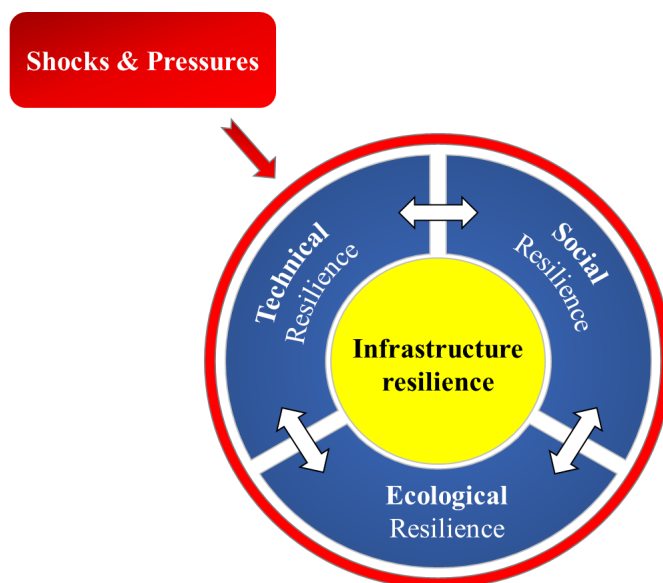 Shocks & Pressures
Technical
Resilience
Social
Resilience
Infrastructure
resilience
Ecological
Resilience